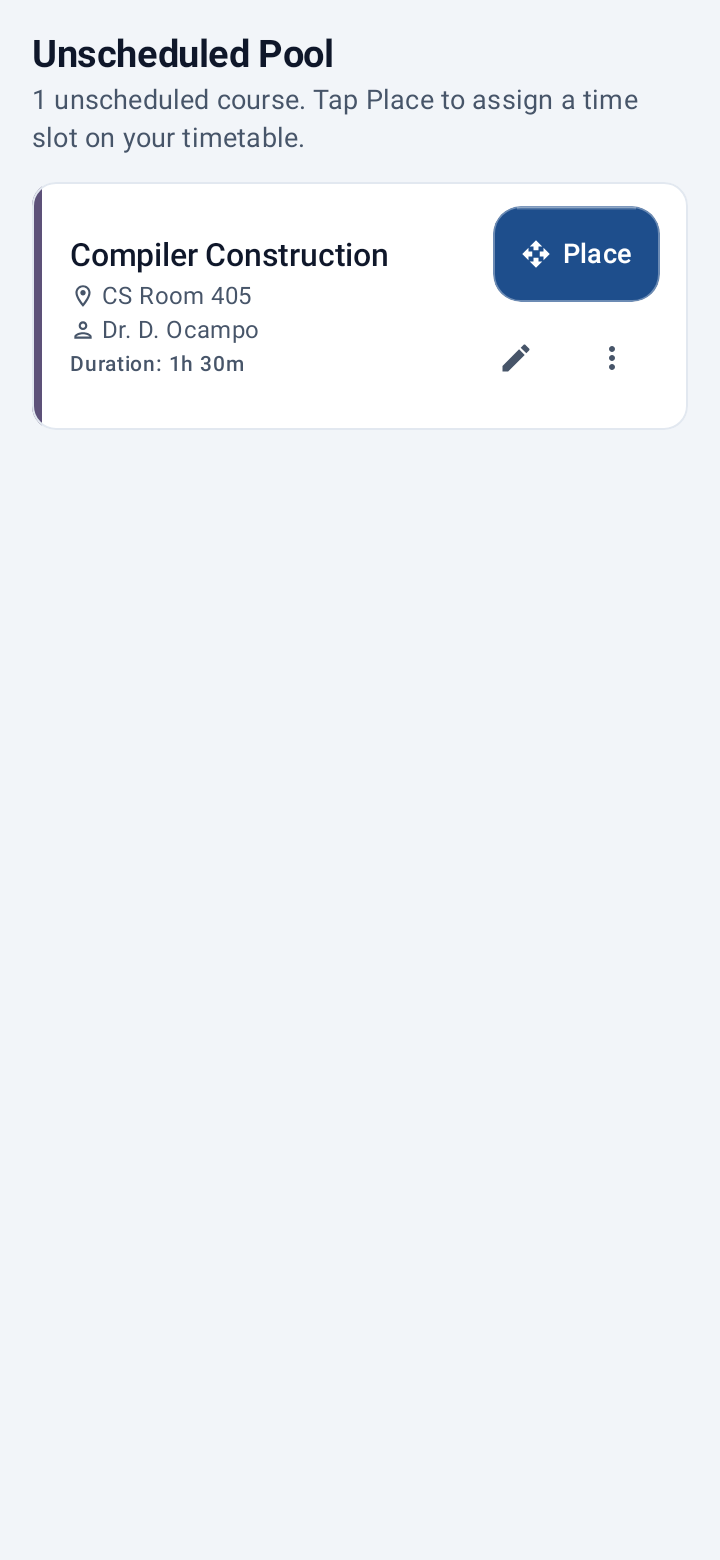 Unscheduled Pool
1 unscheduled course. Tap Place to assign a time
slot on your timetable.
Compiler Construction
CS Room 405
Dr. D. Ocampo
Duration: 1h 30m
Place